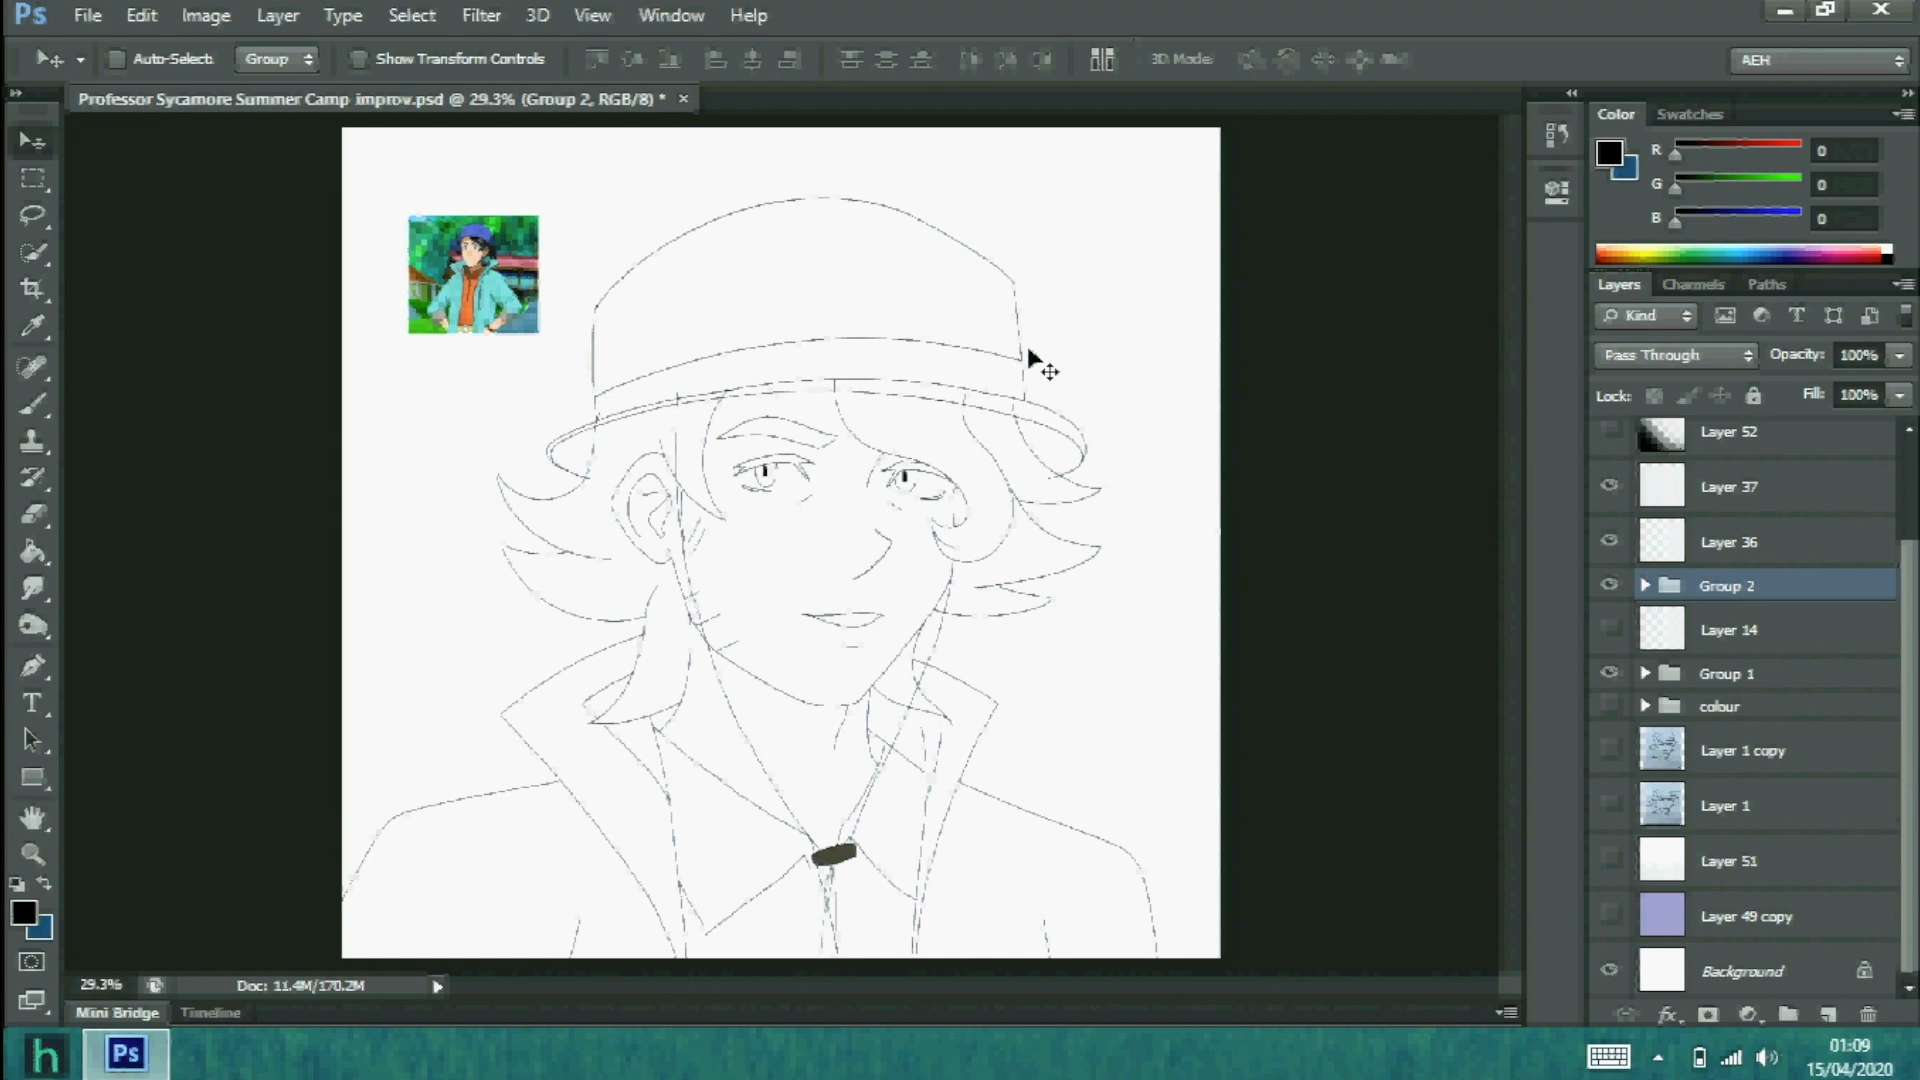 Ps File Edit Image Layer Type Select Filter 3D View Window Help
Auto-Select: Group Show Transform Controls 3D Mode: AEH
Professor Sycamore Summer Camp improv.psd @ 29.3% (Group 2, RGB/8) * ×
Color Swatches
R 0
G 0
B 0
Layers Channels Paths
Kind
Pass Through Opacity: 100%
Lock: Fill: 100%
Layer 52
Layer 37
Layer 36
Group 2
Layer 14
Group 1
colour
Layer 1 copy
Layer 1
Layer 51
Layer 49 copy
Background
29.3% Doc: 11.4M/170.2M
Mini Bridge Timeline
h Ps 01:09
15/04/2020